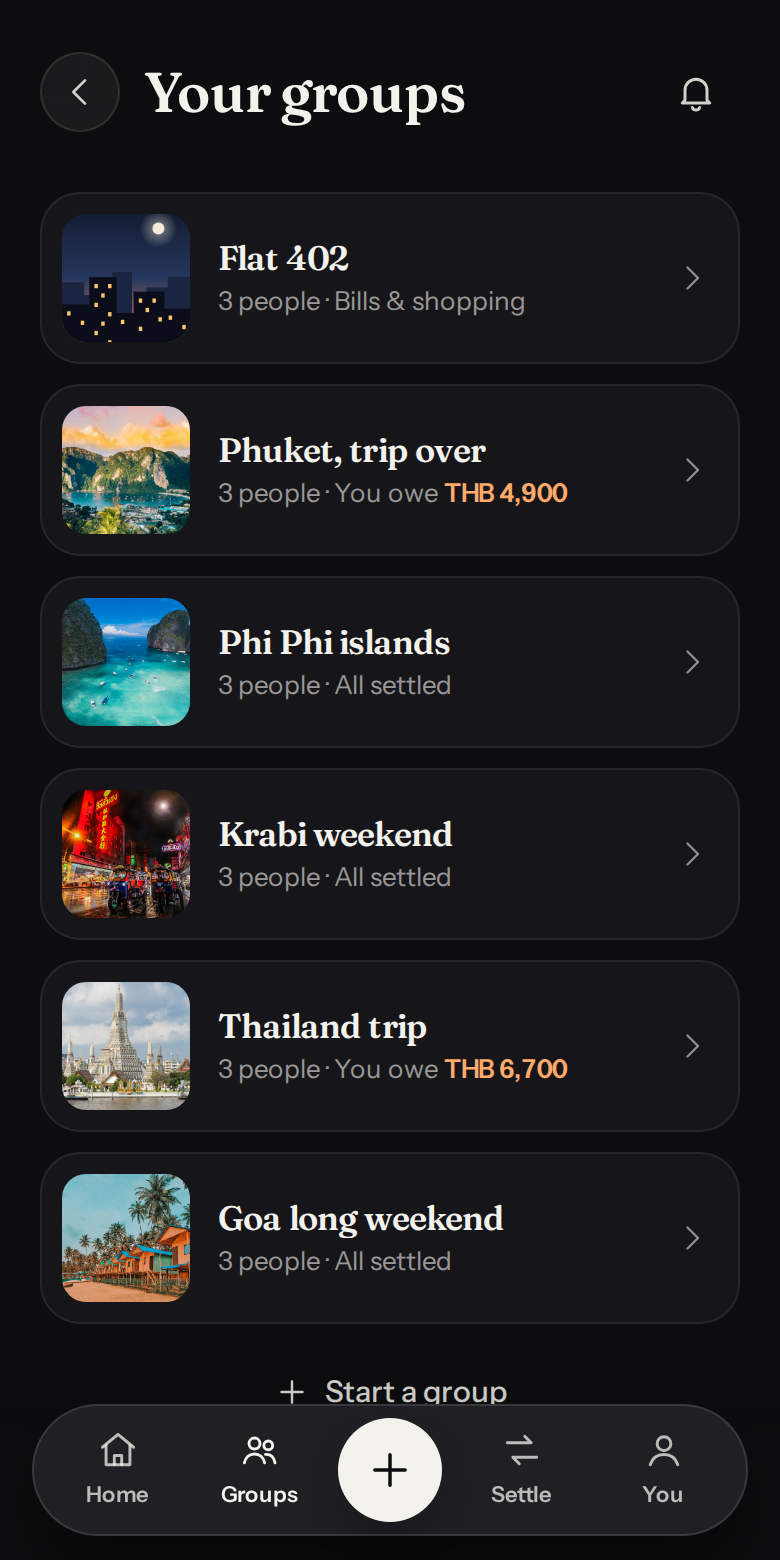 Your groups
Flat 402
3 people · Bills & shopping
Phuket, trip over
3 people · You owe THB 4,900
Phi Phi islands
3 people · All settled
Krabi weekend
3 people · All settled
Thailand trip
3 people · You owe THB 6,700
Goa long weekend
3 people · All settled
Start a group
Home
Groups
Settle
You